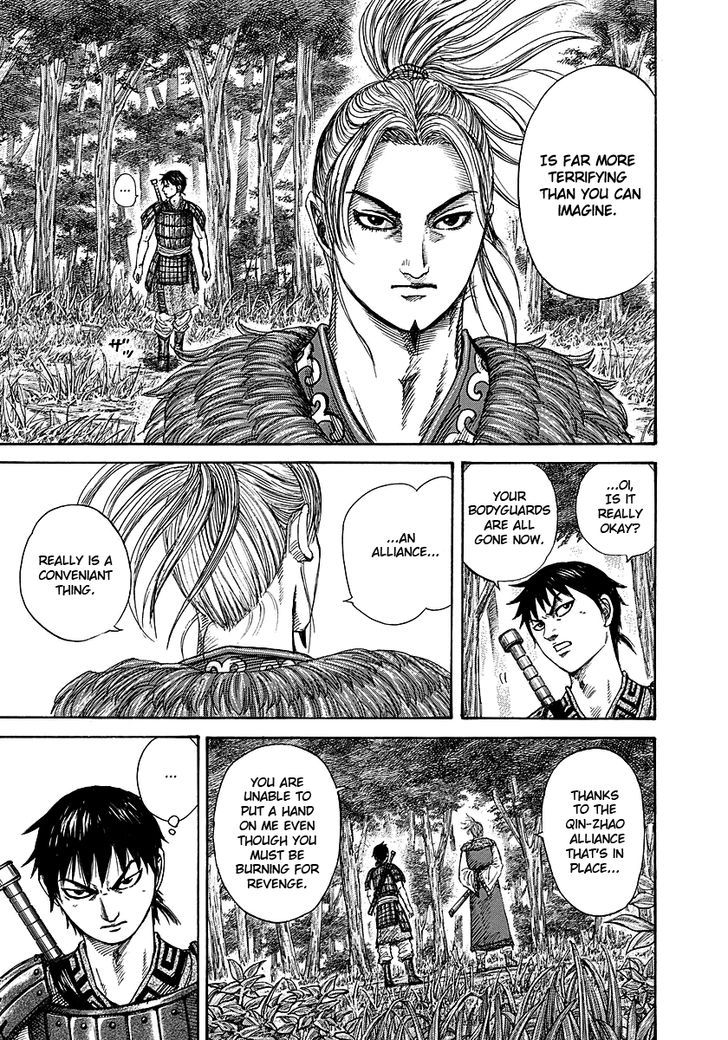 IS FAR MORE
TERRIFYING
THAN YOU CAN
IMAGINE.
...
ザッ
...OI,
IS IT
REALLY
OKAY?
YOUR
BODYGUARDS
ARE ALL
GONE NOW.
...AN
ALLIANCE...
REALLY IS A
CONVENIANT
THING.
THANKS
TO THE
QIN-ZHAO
ALLIANCE
THAT'S IN
PLACE...
YOU ARE
UNABLE TO
PUT A HAND
ON ME EVEN
THOUGH YOU
MUST BE
BURNING FOR
REVENGE.
...